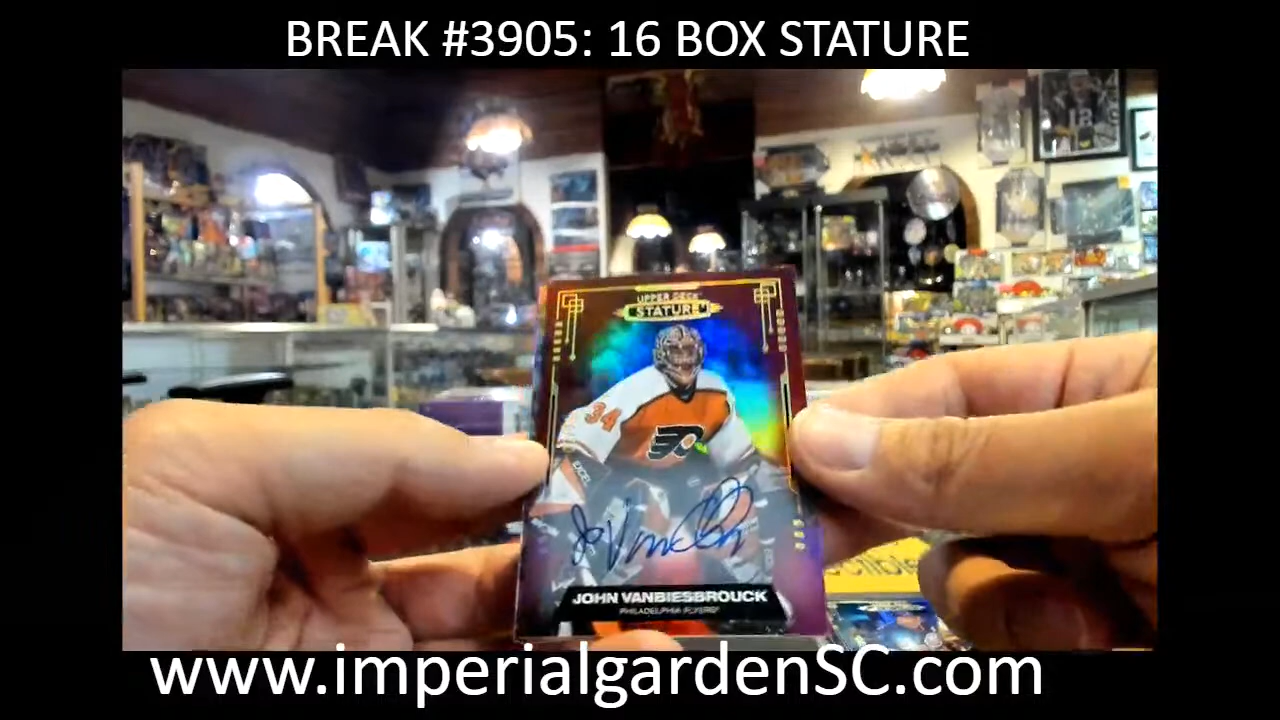 BREAK #3905: 16 BOX STATURE
UPPER DECK
STATURE
34
JOHN VANBIESBROUCK
PHILADELPHIA FLYERS
www.imperialgardenSC.com